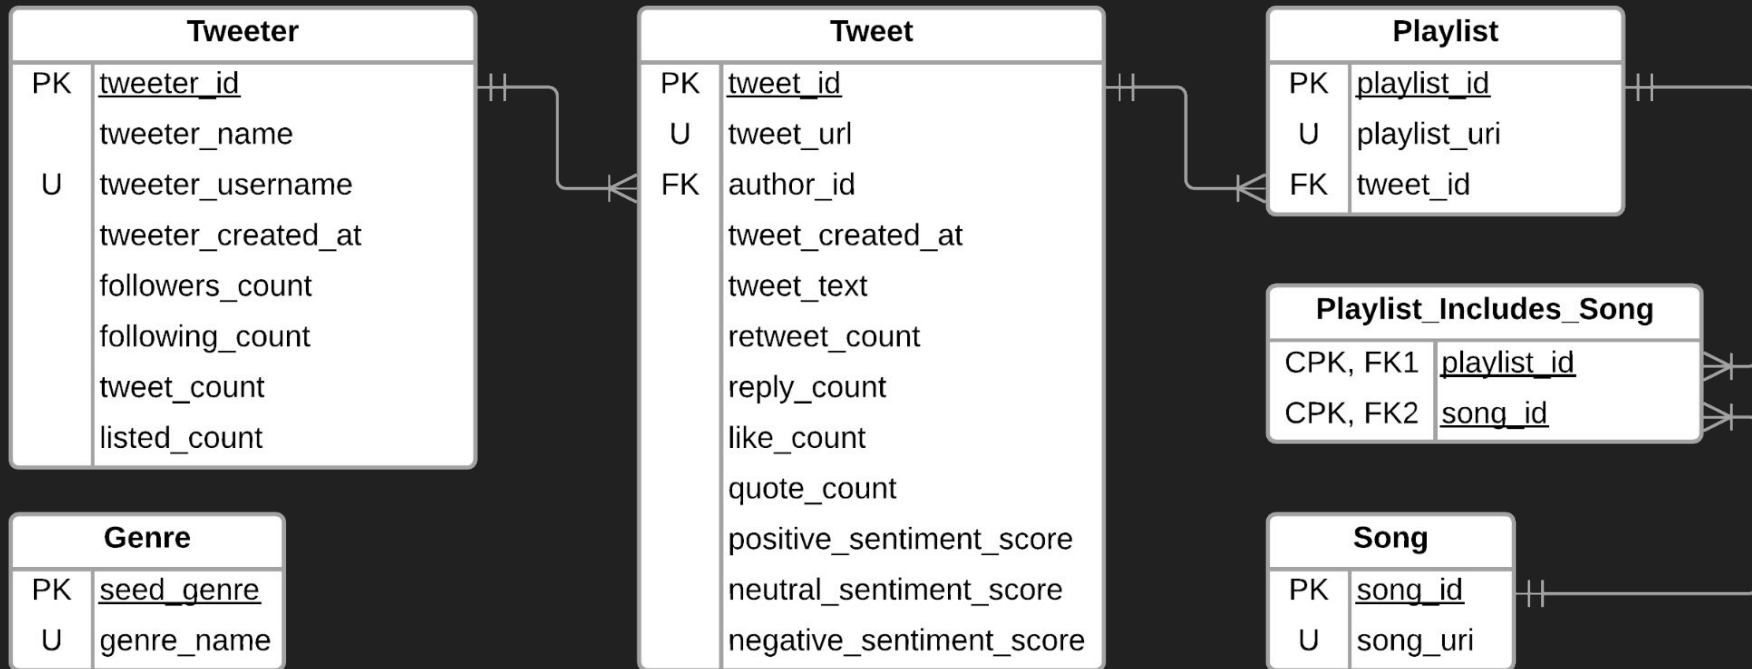 Tweeter
PK tweeter_id
tweeter_name
U tweeter_username
tweeter_created_at
followers_count
following_count
tweet_count
listed_count
Genre
PK seed_genre
U genre_name
Tweet
PK tweet_id
U tweet_url
FK author_id
tweet_created_at
tweet_text
retweet_count
reply_count
like_count
quote_count
positive_sentiment_score
neutral_sentiment_score
negative_sentiment_score
Playlist
PK playlist_id
U playlist_uri
FK tweet_id
Playlist_Includes_Song
CPK, FK1 playlist_id
CPK, FK2 song_id
Song
PK song_id
U song_uri